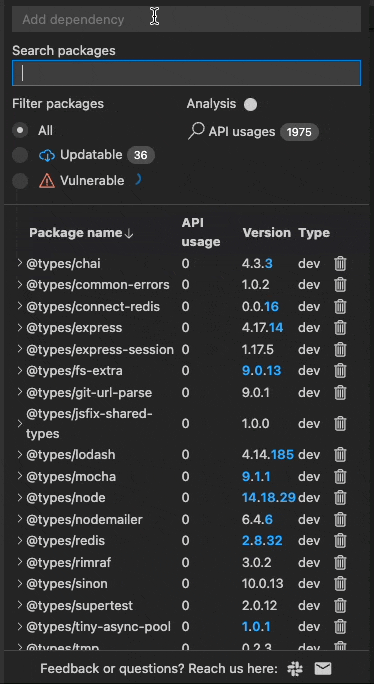 Add dependency
Search packages
Filter packages Analysis
All API usages 1975
Updatable 36
Vulnerable
Package name API usage Version Type
@types/chai 0 4.3.3 dev
@types/common-errors 0 1.0.2 dev
@types/connect-redis 0 0.0.16 dev
@types/express 0 4.17.14 dev
@types/express-session 0 1.17.5 dev
@types/fs-extra 0 9.0.13 dev
@types/git-url-parse 0 9.0.1 dev
@types/jsfix-shared-types 0 1.0.0 dev
@types/lodash 0 4.14.185 dev
@types/mocha 0 9.1.1 dev
@types/node 0 14.18.29 dev
@types/nodemailer 0 6.4.6 dev
@types/redis 0 2.8.32 dev
@types/rimraf 0 3.0.2 dev
@types/sinon 0 10.0.13 dev
@types/supertest 0 2.0.12 dev
@types/tiny-async-pool 0 1.0.1 dev
@types/tmp 0 0.2.3 dev
Feedback or questions? Reach us here: